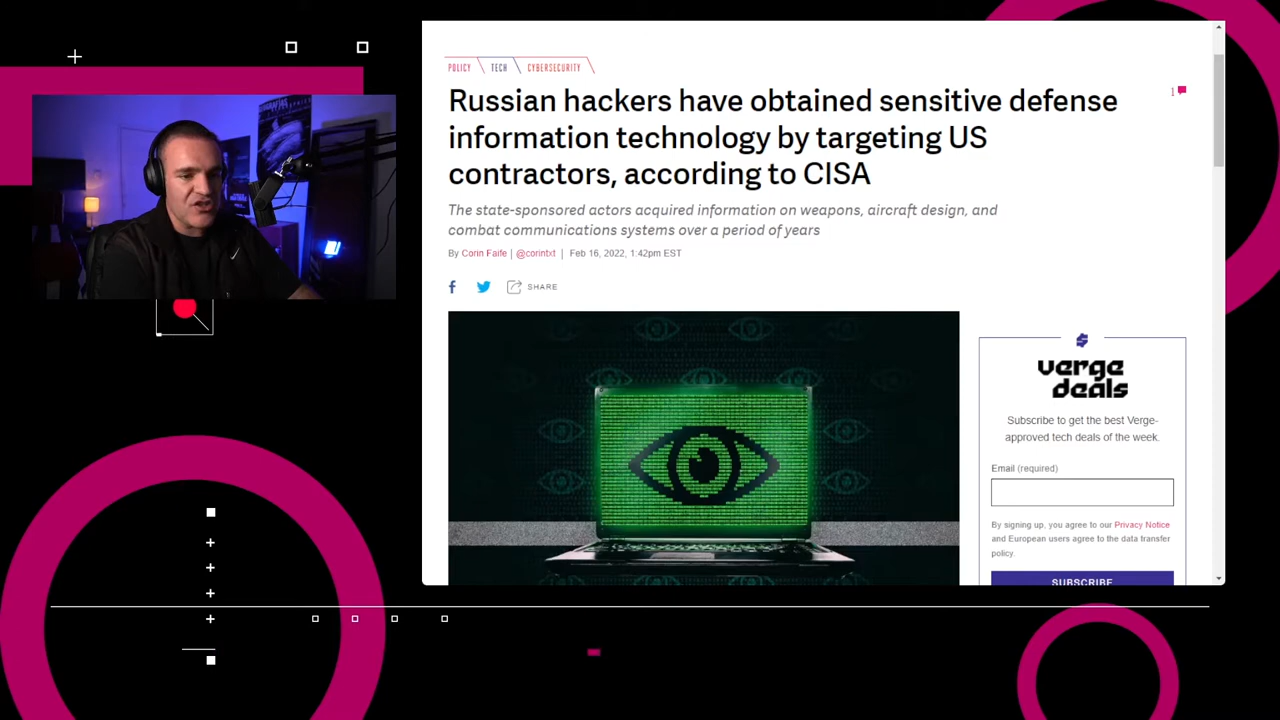 POLICY TECH CYBERSECURITY
Russian hackers have obtained sensitive defense
information technology by targeting US
contractors, according to CISA
1
The state-sponsored actors acquired information on weapons, aircraft design, and
combat communications systems over a period of years
By Corin Faife | @corintxt | Feb 16, 2022, 1:42pm EST
SHARE
verge
deals
Subscribe to get the best Verge-
approved tech deals of the week.
Email (required)
By signing up, you agree to our Privacy Notice
and European users agree to the data transfer
policy.
SUBSCRIBE